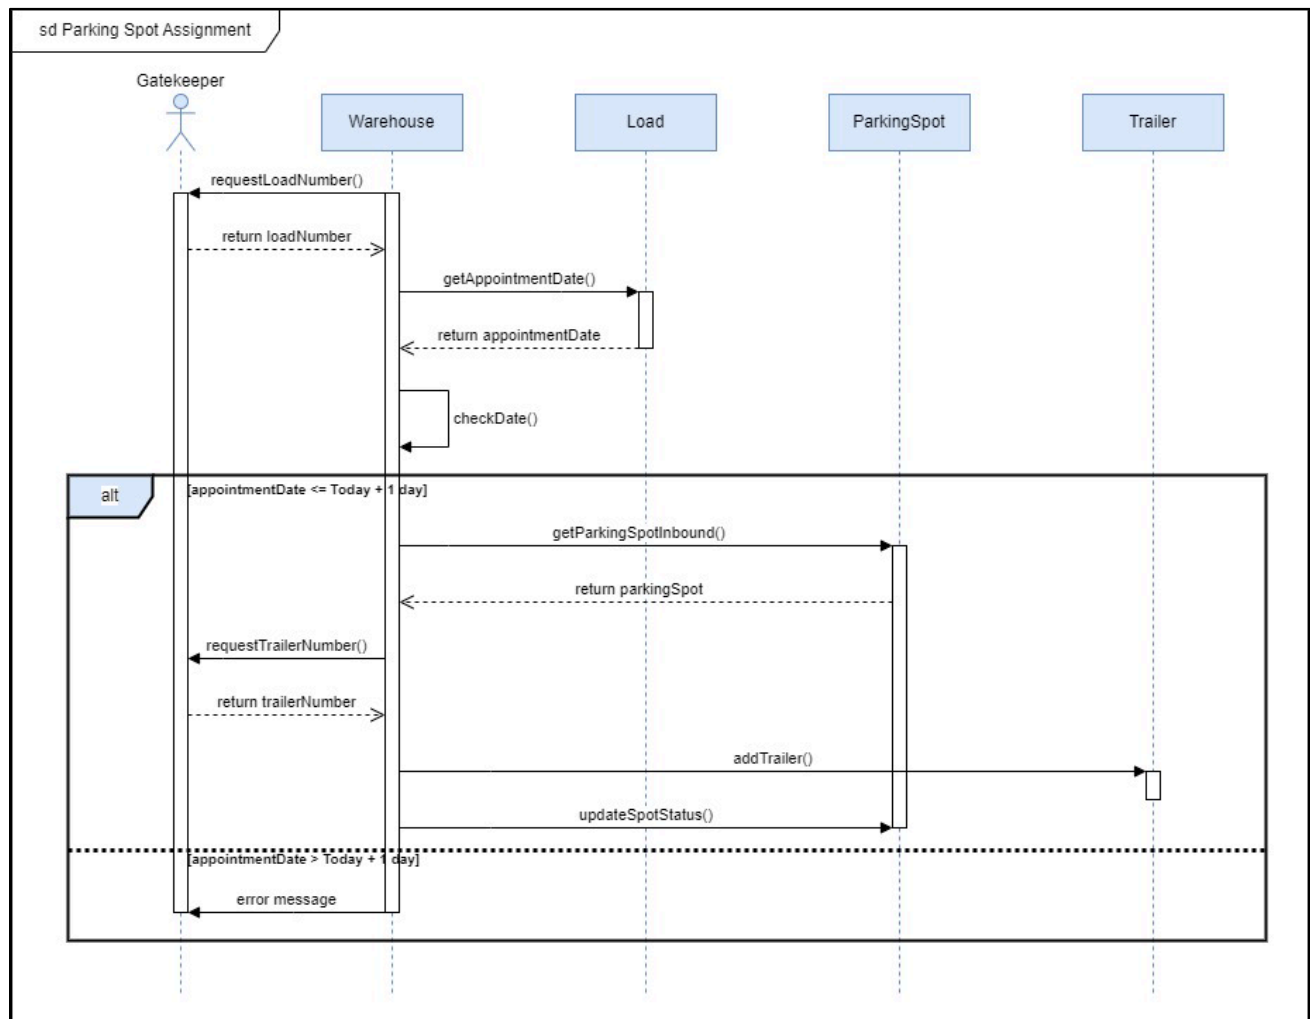 sd Parking Spot Assignment
Gatekeeper
Warehouse
Load
ParkingSpot
Trailer
requestLoadNumber()
return loadNumber
getAppointmentDate()
return appointmentDate
checkDate()
alt
[appointmentDate <= Today + 1 day]
getParkingSpotInbound()
return parkingSpot
requestTrailerNumber()
return trailerNumber
addTrailer()
updateSpotStatus()
[appointmentDate > Today + 1 day]
error message